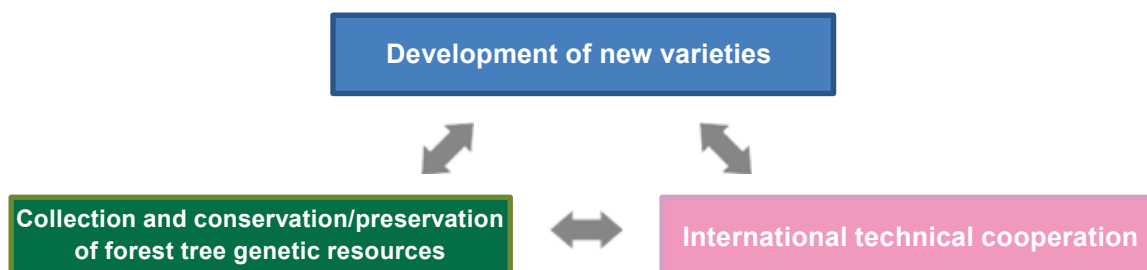 Development of new varieties
Collection and conservation/preservation
of forest tree genetic resources
International technical cooperation